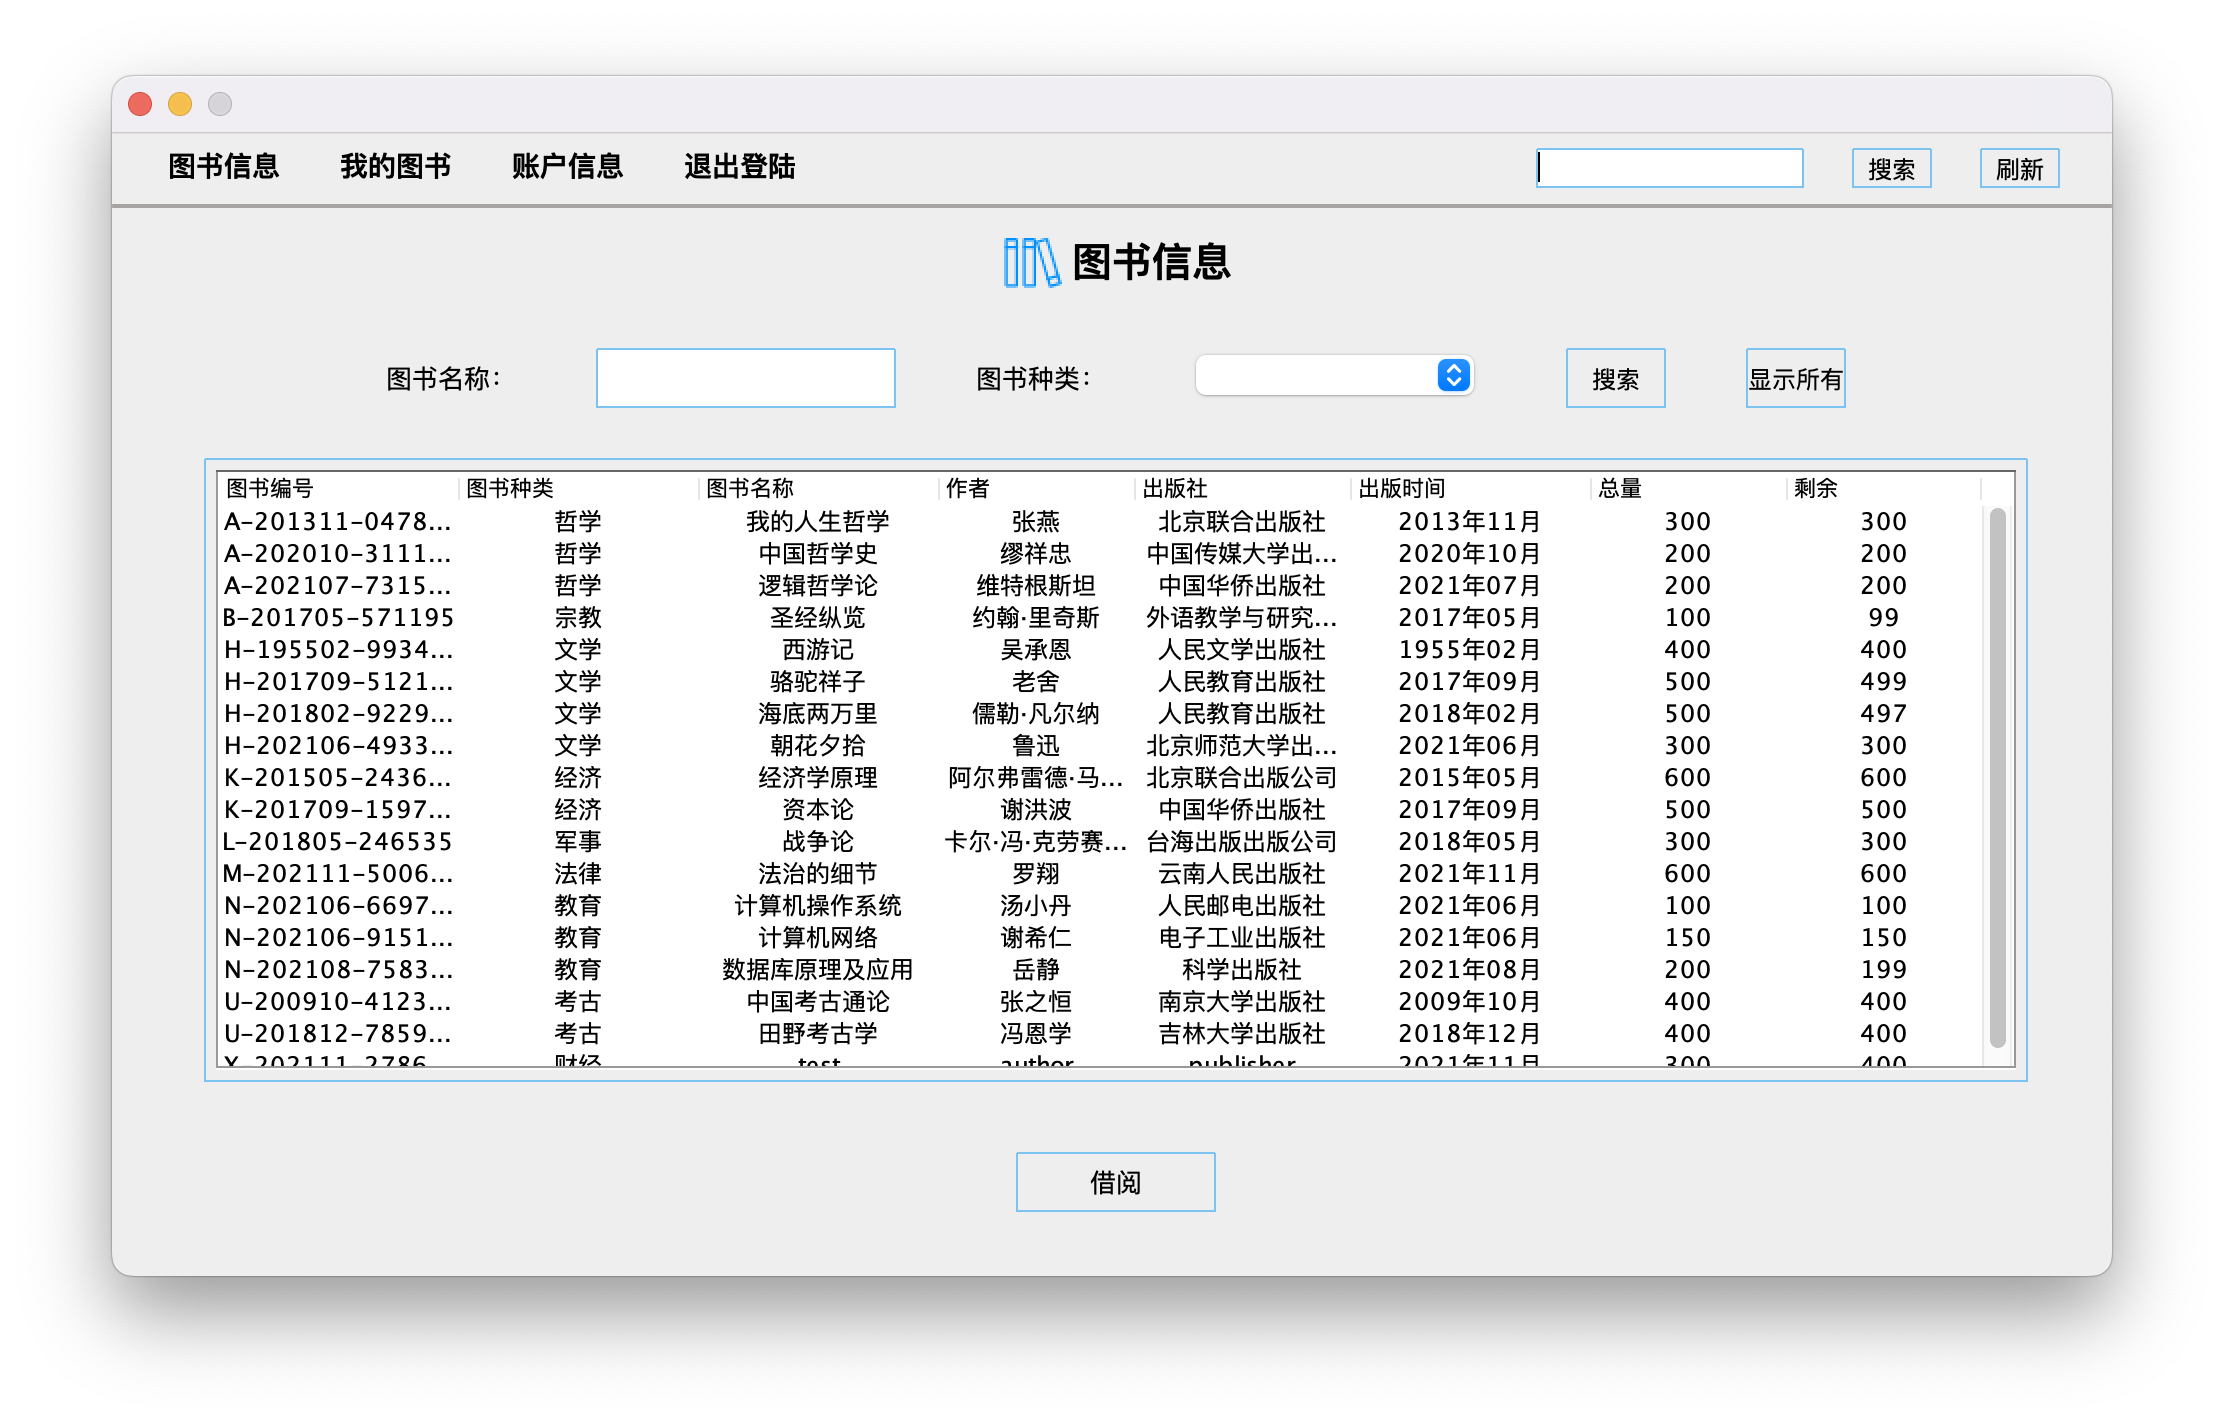 图书信息 我的图书 账户信息 退出登陆 搜索 刷新
图书信息
图书名称： 图书种类： 搜索 显示所有
图书编号 图书种类 图书名称 作者 出版社 出版时间 总量 剩余
A-201311-0478... 哲学 我的人生哲学 张燕 北京联合出版社 2013年11月 300 300
A-202010-3111... 哲学 中国哲学史 缪祥忠 中国传媒大学出... 2020年10月 200 200
A-202107-7315... 哲学 逻辑哲学论 维特根斯坦 中国华侨出版社 2021年07月 200 200
B-201705-571195 宗教 圣经纵览 约翰·里奇斯 外语教学与研究... 2017年05月 100 99
H-195502-9934... 文学 西游记 吴承恩 人民文学出版社 1955年02月 400 400
H-201709-5121... 文学 骆驼祥子 老舍 人民教育出版社 2017年09月 500 499
H-201802-9229... 文学 海底两万里 儒勒·凡尔纳 人民教育出版社 2018年02月 500 497
H-202106-4933... 文学 朝花夕拾 鲁迅 北京师范大学出... 2021年06月 300 300
K-201505-2436... 经济 经济学原理 阿尔弗雷德·马... 北京联合出版公司 2015年05月 600 600
K-201709-1597... 经济 资本论 谢洪波 中国华侨出版社 2017年09月 500 500
L-201805-246535 军事 战争论 卡尔·冯·克劳赛... 台海出版出版公司 2018年05月 300 300
M-202111-5006... 法律 法治的细节 罗翔 云南人民出版社 2021年11月 600 600
N-202106-6697... 教育 计算机操作系统 汤小丹 人民邮电出版社 2021年06月 100 100
N-202106-9151... 教育 计算机网络 谢希仁 电子工业出版社 2021年06月 150 150
N-202108-7583... 教育 数据库原理及应用 岳静 科学出版社 2021年08月 200 199
U-200910-4123... 考古 中国考古通论 张之恒 南京大学出版社 2009年10月 400 400
U-201812-7859... 考古 田野考古学 冯恩学 吉林大学出版社 2018年12月 400 400
财经 test author publisher 2021年11月 300 400
借阅